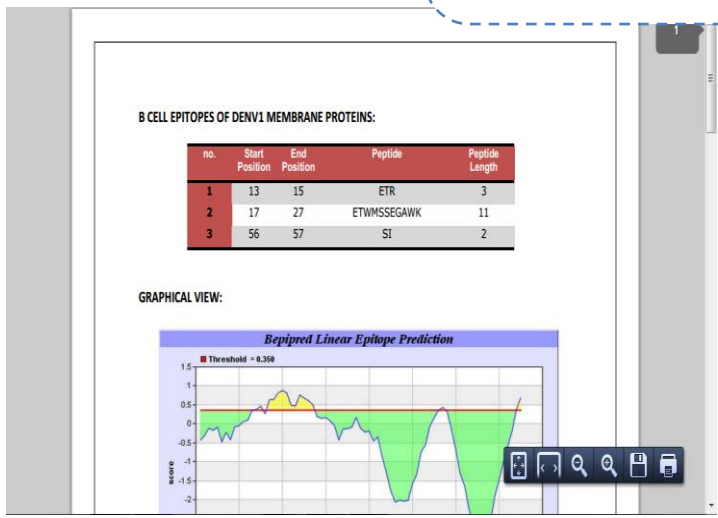 1
B CELL EPITOPES OF DENV1 MEMBRANE PROTEINS:
no. Start Position End Position Peptide Peptide Length
1 13 15 ETR 3
2 17 27 ETWMSSEGAWK 11
3 56 57 SI 2
GRAPHICAL VIEW:
Bepipred Linear Epitope Prediction
Threshold = 0.350
1.5
1
0.5
0
-0.5
-1
-1.5
-2
score